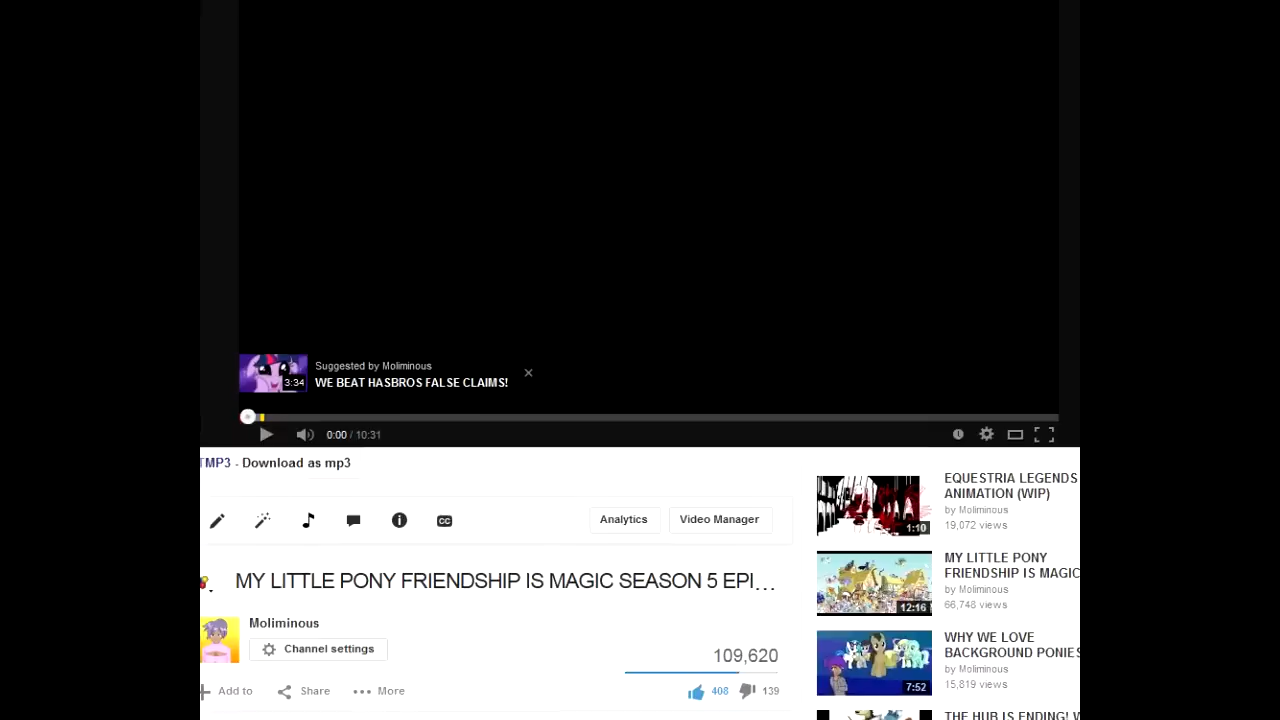 Suggested by Moliminous
3:34
WE BEAT HASBROS FALSE CLAIMS!
0:00 / 10:31
TMP3 - Download as mp3
CC
Analytics
Video Manager
MY LITTLE PONY FRIENDSHIP IS MAGIC SEASON 5 EPI...
Moliminous
Channel settings
109,620
Add to
Share
More
408
139
EQUESTRIA LEGENDS
ANIMATION (WIP)
by Moliminous
19,072 views
1:10
MY LITTLE PONY
FRIENDSHIP IS MAGIC
by Moliminous
66,748 views
12:16
WHY WE LOVE
BACKGROUND PONIES
by Moliminous
15,819 views
7:52
THE HUB IS ENDING!